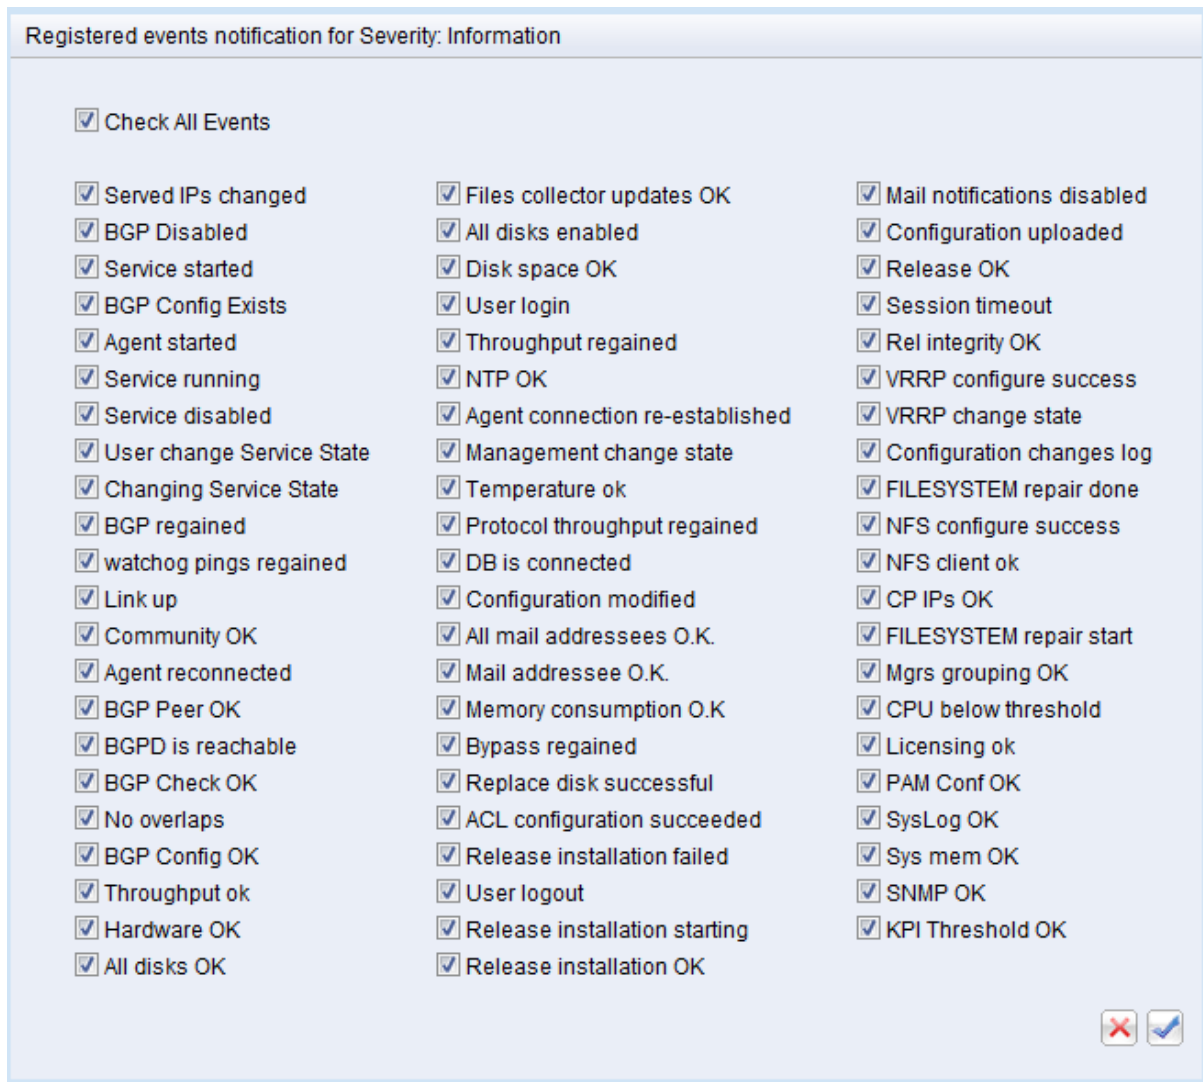 Registered events notification for Severity: Information
Check All Events
Served IPs changed
BGP Disabled
Service started
BGP Config Exists
Agent started
Service running
Service disabled
User change Service State
Changing Service State
BGP regained
watchog pings regained
Link up
Community OK
Agent reconnected
BGP Peer OK
BGPD is reachable
BGP Check OK
No overlaps
BGP Config OK
Throughput ok
Hardware OK
All disks OK
Files collector updates OK
All disks enabled
Disk space OK
User login
Throughput regained
NTP OK
Agent connection re-established
Management change state
Temperature ok
Protocol throughput regained
DB is connected
Configuration modified
All mail addressees O.K.
Mail addressee O.K.
Memory consumption O.K
Bypass regained
Replace disk successful
ACL configuration succeeded
Release installation failed
User logout
Release installation starting
Release installation OK
Mail notifications disabled
Configuration uploaded
Release OK
Session timeout
Rel integrity OK
VRRP configure success
VRRP change state
Configuration changes log
FILESYSTEM repair done
NFS configure success
NFS client ok
CP IPs OK
FILESYSTEM repair start
Mgrs grouping OK
CPU below threshold
Licensing ok
PAM Conf OK
SysLog OK
Sys mem OK
SNMP OK
KPI Threshold OK